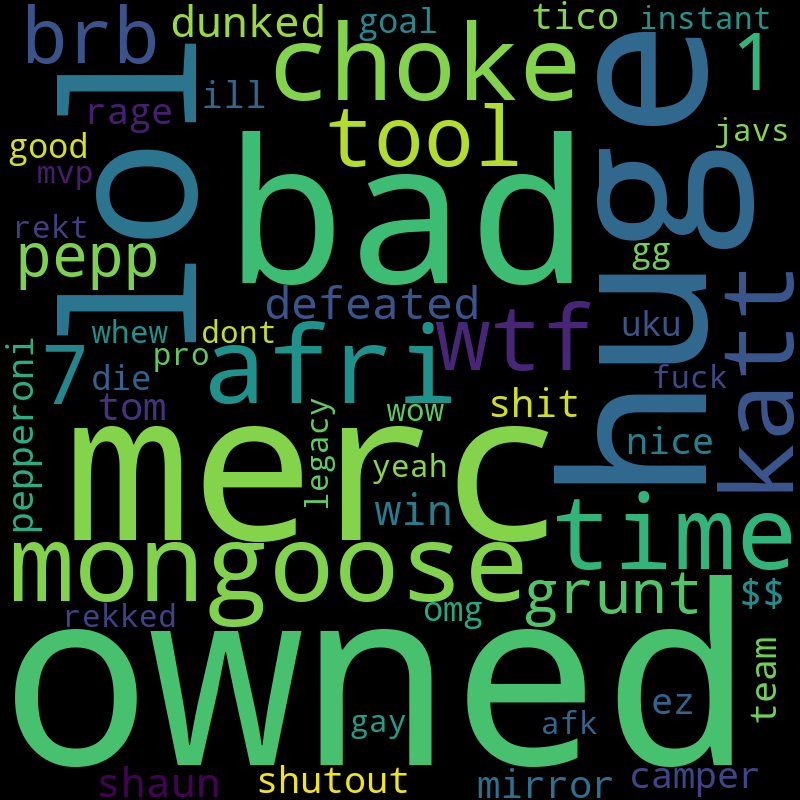 brb
dunked
goal
tico
instant
lol
choke
huge
1
rage
ill
tool
javs
good
mvp
bad
rekt
pepp
gg
katt
defeated
wtf
uku
whew
dont
7
afri
pro
die
fuck
pepperoni
tom
legacy
wow
shit
merc
yeah
nice
win
time
mongoose
grunt
$$
rekked
omg
owned
team
gay
afk
ez
shaun
shutout
mirror
camper